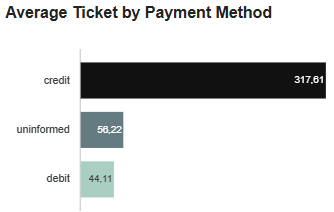 Average Ticket by Payment Method
credit 317,61
uninformed 56,22
debit 44,11